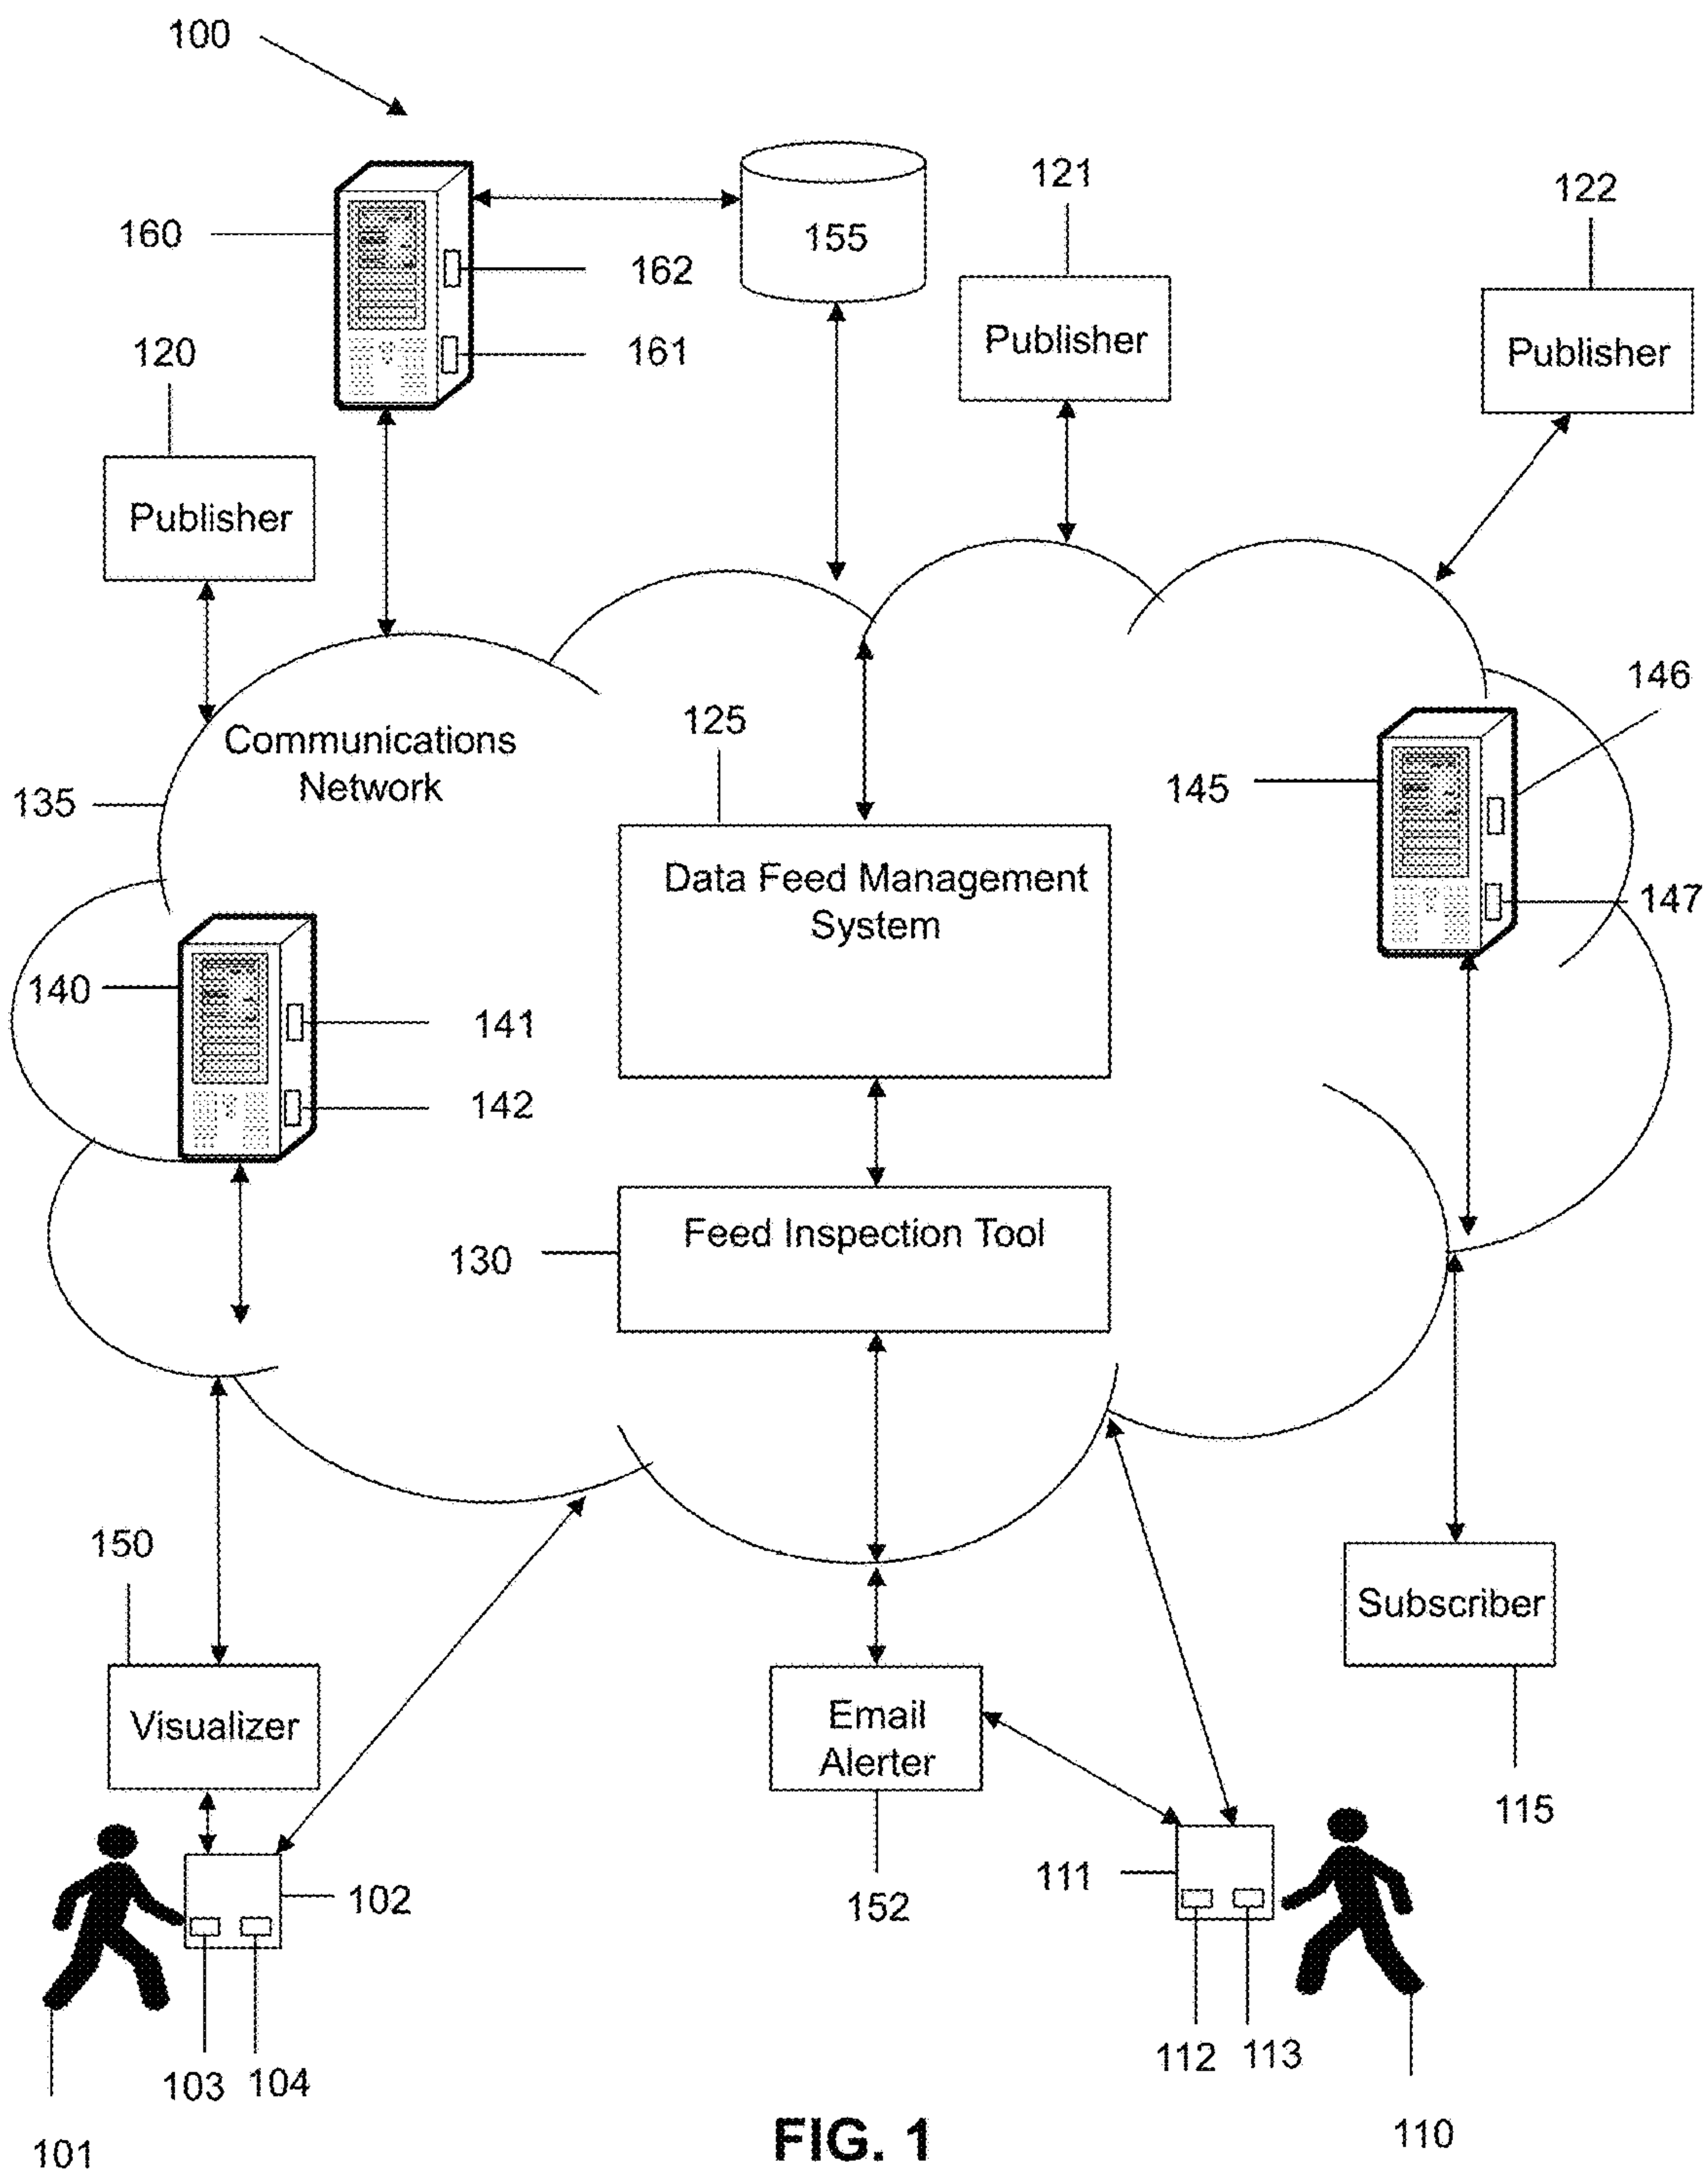 100
121
122
160
155
162
Publisher
Publisher
120
161
Publisher
146
125
Communications
Network
145
135
Data Feed Management
System
147
140
141
142
Feed Inspection Tool
130
150
Subscriber
Visualizer
Email
Alerter
115
111
102
152
112
113
103
104
110
101
FIG. 1